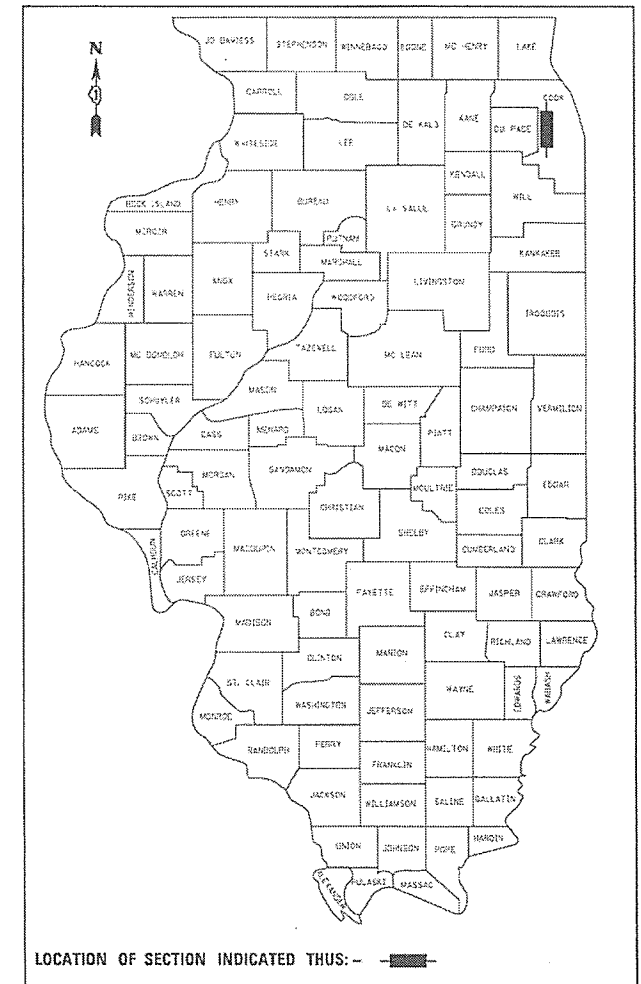 N
JO DAVIESS STEPHENSON WINNEBAGO BOONE MC HENRY LAKE
CARROLL OGLE COOK
DE KALB KANE DU PAGE
WHITESIDE LEE
KENDALL
ROCK ISLAND HENRY BUREAU LA SALLE WILL
MERCER GRUNDY
PUTNAM
STARK KANKAKEE
MARSHALL
HENDERSON WARREN KNOX LIVINGSTON
PEORIA WOODFORD IROQUOIS
HANCOCK MC DONOLOH FULTON TAZEWELL MC LEAN FORD
MASON
SCHUYLER LOGAN DE WITT CHAMPAIGN VERMILION
ADAMS BROWN CASS MENARD PIATT
MACON
MORGAN SANGAMON DOUGLAS
PIKE SCOTT MOULTRIE EDGAR
CHRISTIAN COLES
GREENE SHELBY
CALHOUN MACOUPIN MONTGOMERY CUMBERLAND CLARK
JERSEY
FAYETTE EFFINGHAM JASPER CRAWFORD
MADISON BOND
CLAY
MARION RICHLAND LAWRENCE
CLINTON
ST. CLAIR WAYNE EDWARDS WABASH
WASHINGTON
MONROE JEFFERSON
RANDOLPH PERRY HAMILTON WHITE
FRANKLIN
JACKSON WILLIAMSON SALINE GALLATIN
UNION JOHNSON POPE HARDIN
ALEXANDER PULASKI MASSAC
LOCATION OF SECTION INDICATED THUS: -